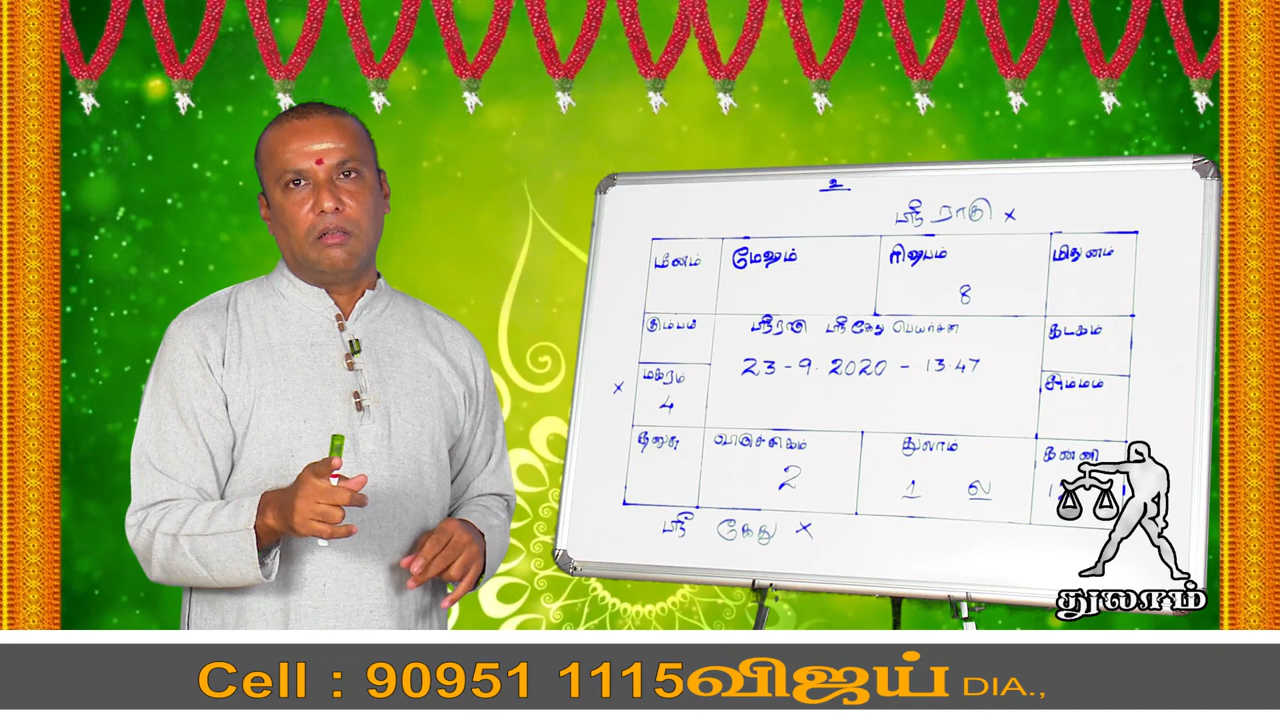 உ
ஸ்ரீ ராகு ×
மீனம் மேஷம் ரிஷபம் மிதுனம்
8
கும்பம் ஸ்ரீ ராகு ஸ்ரீ கேது பெயர்ச்சி கடகம்
23-9.2020 - 13.47
× மகரம் சிம்மம்
4
தனுசு விருச்சிகம் துலாம் கன்னி
2 1 ல
ஸ்ரீ கேது ×
துலாம்
Cell : 90951 1115விஜய் DIA.,